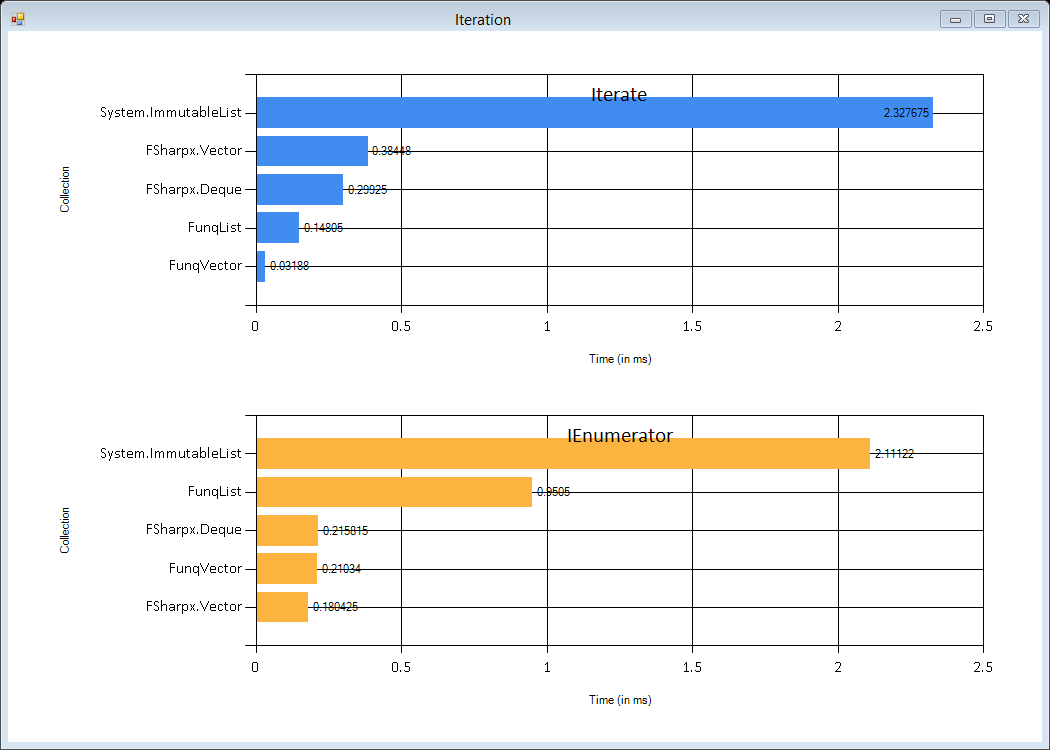 Iteration
Iterate
System.ImmutableList 2.327675
FSharpx.Vector 0.38448
FSharpx.Deque 0.29925
FunqList 0.14805
FunqVector 0.03188
Collection
0 0.5 1 1.5 2 2.5
Time (in ms)
IEnumerator
System.ImmutableList 2.11122
FunqList 0.9505
FSharpx.Deque 0.215815
FunqVector 0.21034
FSharpx.Vector 0.180425
Collection
0 0.5 1 1.5 2 2.5
Time (in ms)